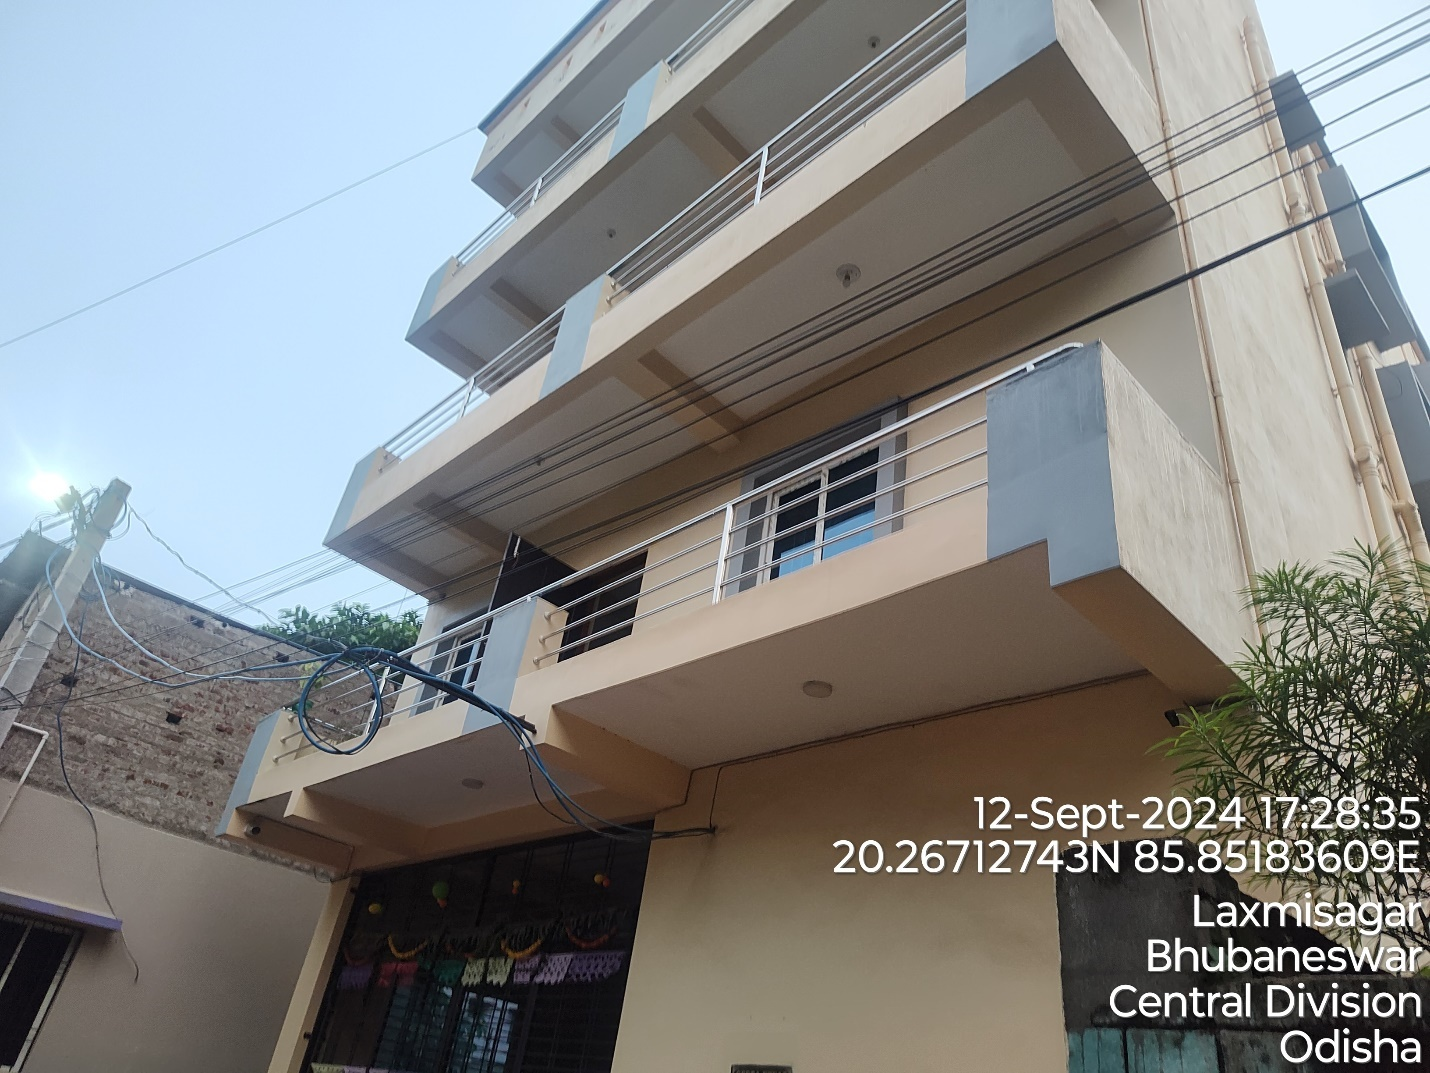 12-Sept-2024 17:28:35
20.26712743N 85.85183609E
Laxmisagar
Bhubaneswar
Central Division
Odisha